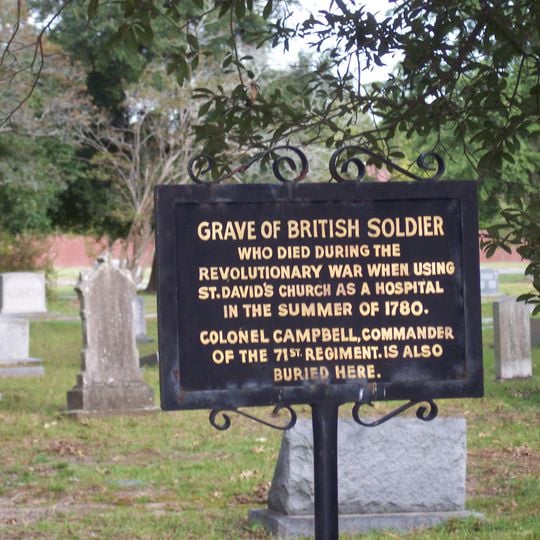 GRAVE OF BRITISH SOLDIER
WHO DIED DURING THE
REVOLUTIONARY WAR WHEN USING
ST. DAVID'S CHURCH AS A HOSPITAL
IN THE SUMMER OF 1780.
COLONEL CAMPBELL, COMMANDER
OF THE 71ST. REGIMENT. IS ALSO
BURIED HERE.